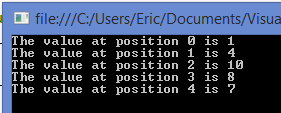 file:///C:/Users/Eric/Documents/Visua
The value at position 0 is 1
The value at position 1 is 4
The value at position 2 is 10
The value at position 3 is 8
The value at position 4 is 7